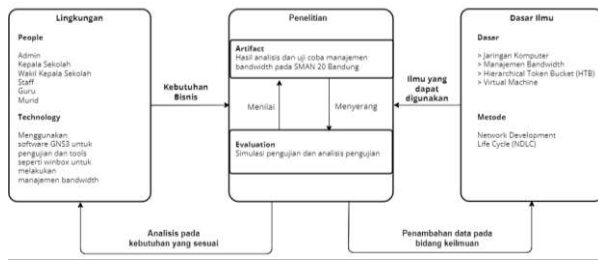 Lingkungan
People
Admin
Kepala Sekolah
Wakil Kepala Sekolah
Staff
Guru
Murid
Technology
Menggunakan
software GNS3 untuk
pengujian dan tools
seperti winbox untuk
melakukan
manajemen bandwidth
Kebutuhan
Bisnis
Penelitian
Artifact
Hasil analisis dan uji coba manajemen
bandwidth pada SMAN 20 Bandung
Menilai
Menyerang
Evaluation
Simulasi pengujian dan analisis pengujian
Ilmu yang
dapat
digunakan
Dasar Ilmu
Dasar
> Jaringan Komputer
> Manajemen Bandwidth
> Hierarchical Token Bucket (HTB)
> Virtual Machine
Metode
Network Development
Life Cycle (NDLC)
Analisis pada
kebutuhan yang sesuai
Penambahan data pada
bidang keilmuan